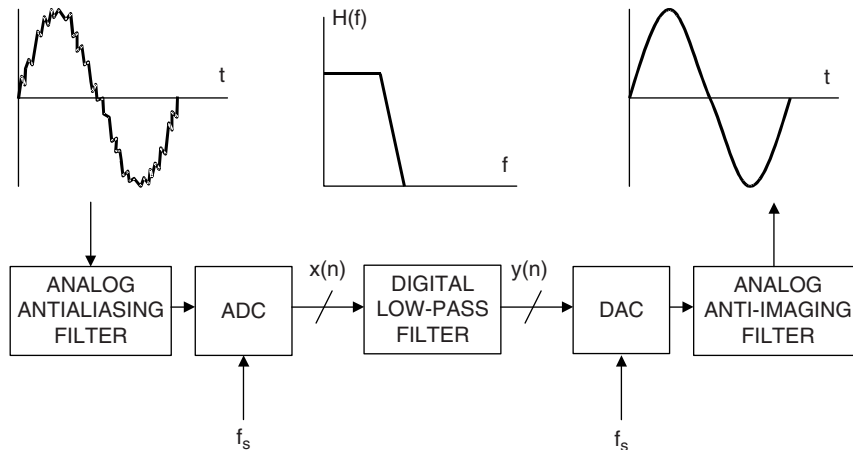 t
H(f)
f
t
ANALOG
ANTIALIASING
FILTER
ADC
x(n)
DIGITAL
LOW-PASS
FILTER
y(n)
DAC
ANALOG
ANTI-IMAGING
FILTER
fs
fs